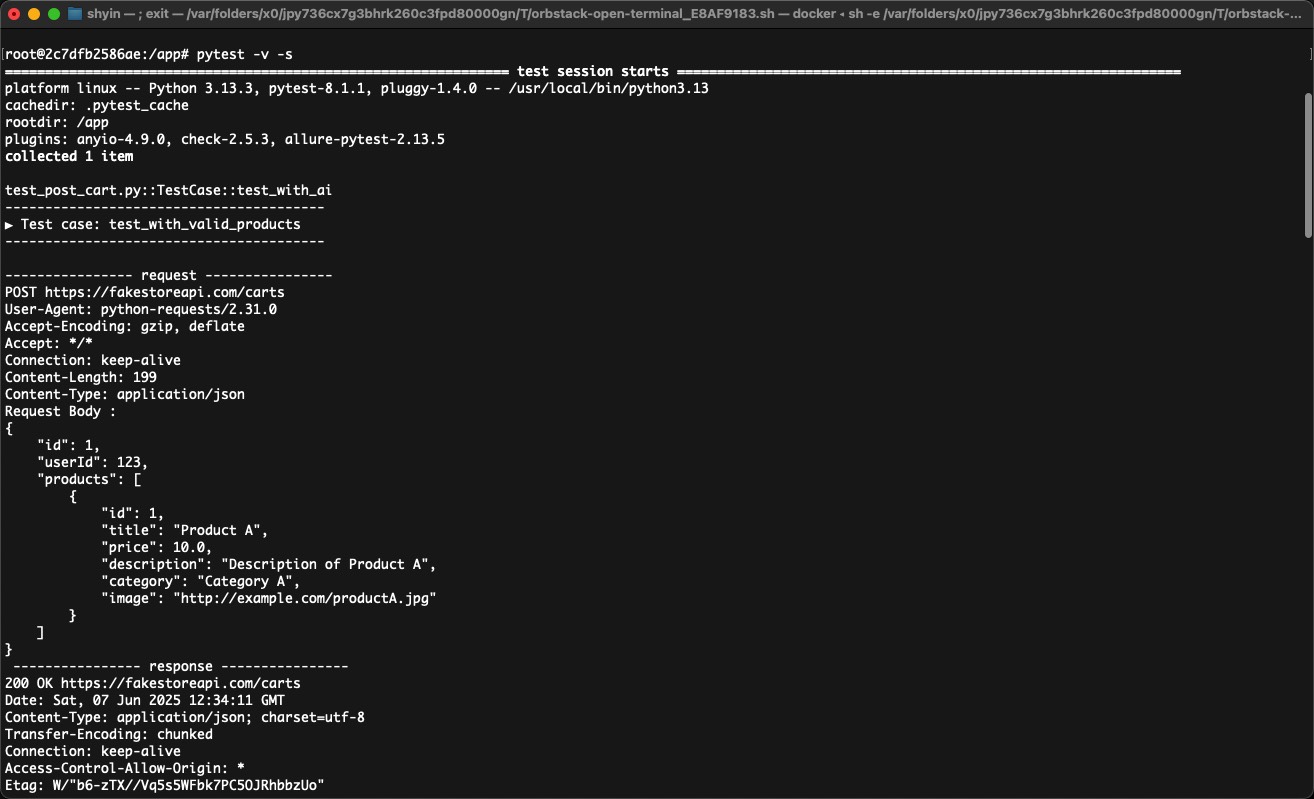 shyin — ; exit — /var/folders/x0/jpy736cx7g3bhrk260c3fpd80000gn/T/orbstack-open-terminal_E8AF9183.sh — docker ◂ sh -e /var/folders/x0/jpy736cx7g3bhrk260c3fpd80000gn/T/orbstack-...
[root@2c7dfb2586ae:/app# pytest -v -s ]
============================== test session starts ==============================
platform linux -- Python 3.13.3, pytest-8.1.1, pluggy-1.4.0 -- /usr/local/bin/python3.13
cachedir: .pytest_cache
rootdir: /app
plugins: anyio-4.9.0, check-2.5.3, allure-pytest-2.13.5
collected 1 item
test_post_cart.py::TestCase::test_with_ai
----------------------------------------
▶ Test case: test_with_valid_products
----------------------------------------
---------------- request ----------------
POST https://fakestoreapi.com/carts
User-Agent: python-requests/2.31.0
Accept-Encoding: gzip, deflate
Accept: */*
Connection: keep-alive
Content-Length: 199
Content-Type: application/json
Request Body :
{
    "id": 1,
    "userId": 123,
    "products": [
        {
            "id": 1,
            "title": "Product A",
            "price": 10.0,
            "description": "Description of Product A",
            "category": "Category A",
            "image": "http://example.com/productA.jpg"
        }
    ]
}
 ---------------- response ----------------
200 OK https://fakestoreapi.com/carts
Date: Sat, 07 Jun 2025 12:34:11 GMT
Content-Type: application/json; charset=utf-8
Transfer-Encoding: chunked
Connection: keep-alive
Access-Control-Allow-Origin: *
Etag: W/"b6-zTX//Vq5s5WFbk7PC5OJRhbbzUo"